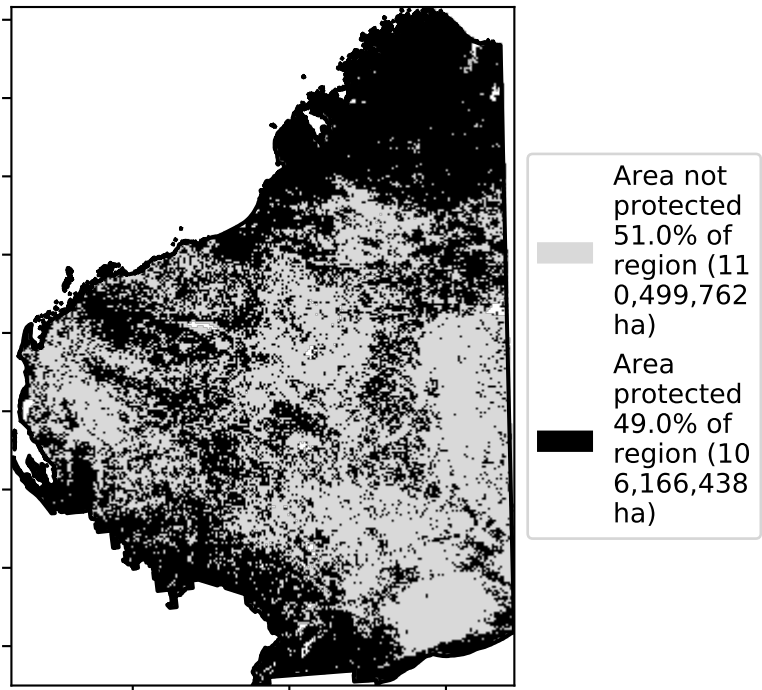 Area not
protected
51.0% of
region (11
0,499,762
ha)
Area
protected
49.0% of
region (10
6,166,438
ha)